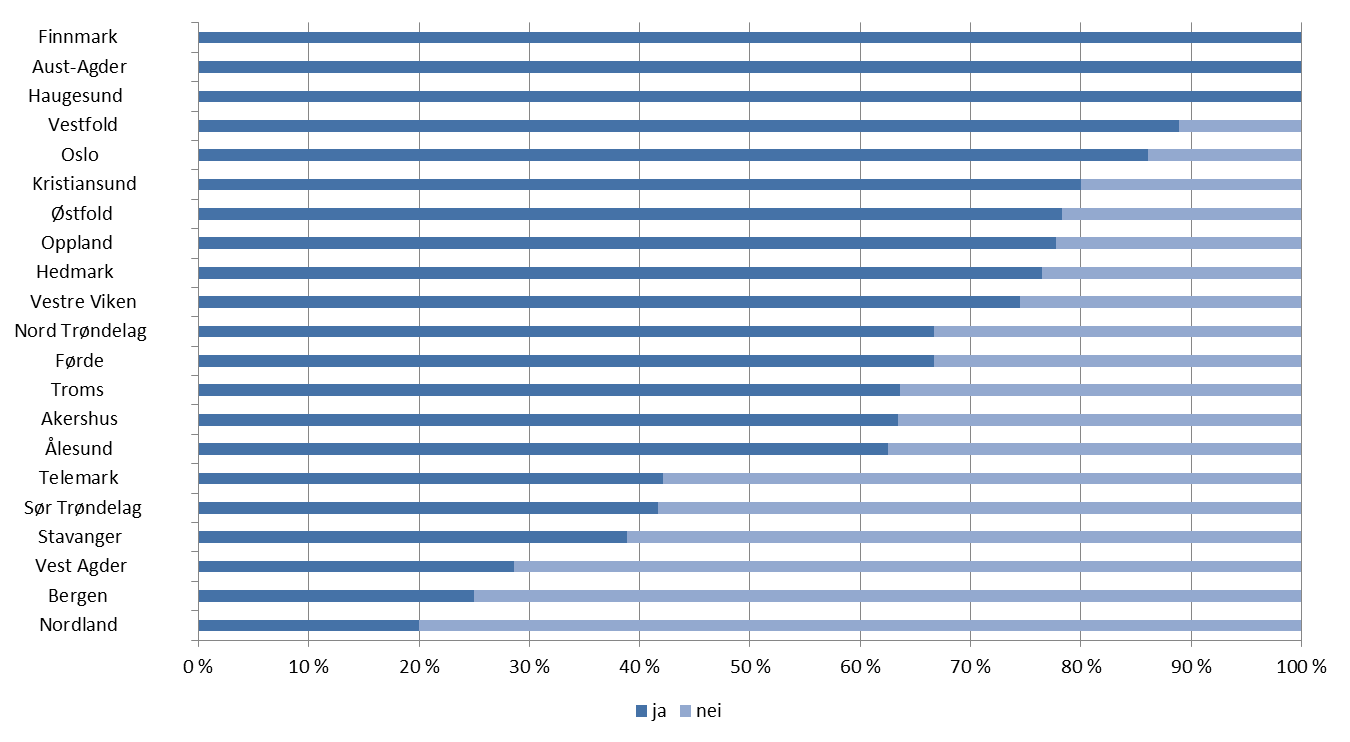 Finnmark
Aust-Agder
Haugesund
Vestfold
Oslo
Kristiansund
Østfold
Oppland
Hedmark
Vestre Viken
Nord Trøndelag
Førde
Troms
Akershus
Ålesund
Telemark
Sør Trøndelag
Stavanger
Vest Agder
Bergen
Nordland
0 % 10 % 20 % 30 % 40 % 50 % 60 % 70 % 80 % 90 % 100 %
ja nei